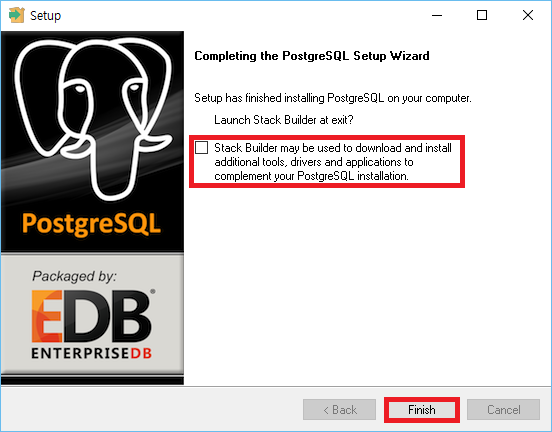 Setup
Completing the PostgreSQL Setup Wizard
Setup has finished installing PostgreSQL on your computer.
Launch Stack Builder at exit?
Stack Builder may be used to download and install
additional tools, drivers and applications to
complement your PostgreSQL installation.
PostgreSQL
Packaged by:
EDB
ENTERPRISEDB
< Back
Finish
Cancel